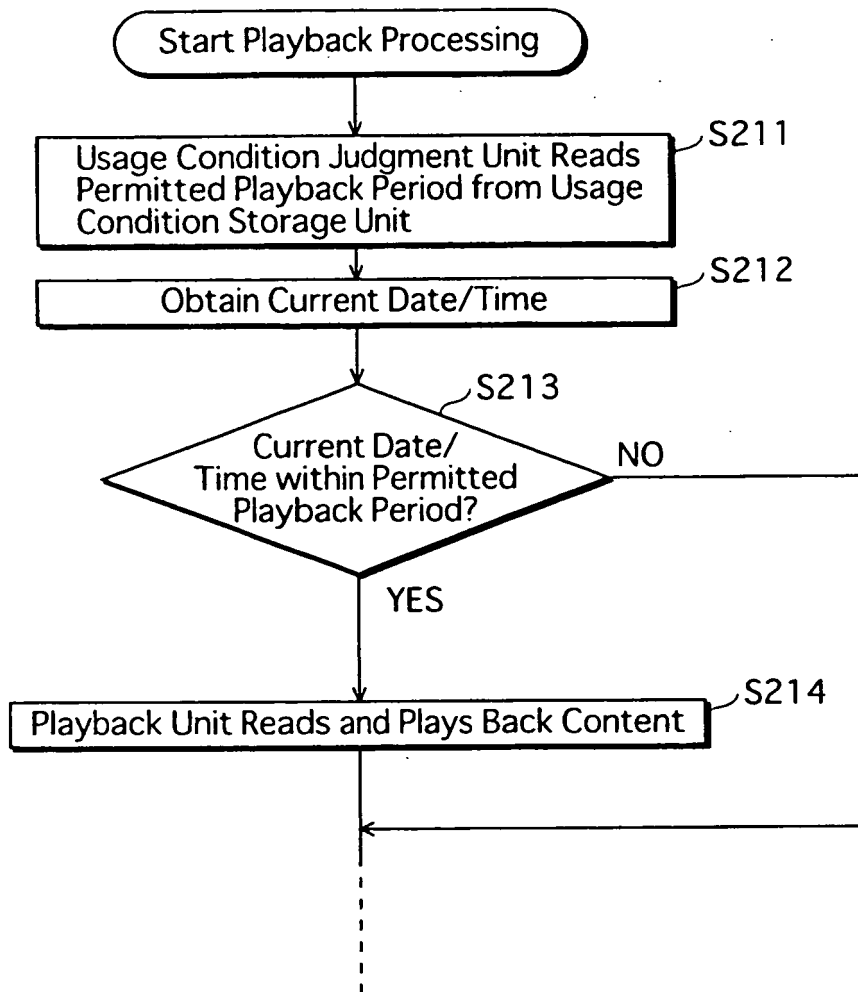 Start Playback Processing
S211
Usage Condition Judgment Unit Reads
Permitted Playback Period from Usage
Condition Storage Unit
S212
Obtain Current Date/Time
S213
Current Date/
Time within Permitted
Playback Period?
NO
YES
S214
Playback Unit Reads and Plays Back Content